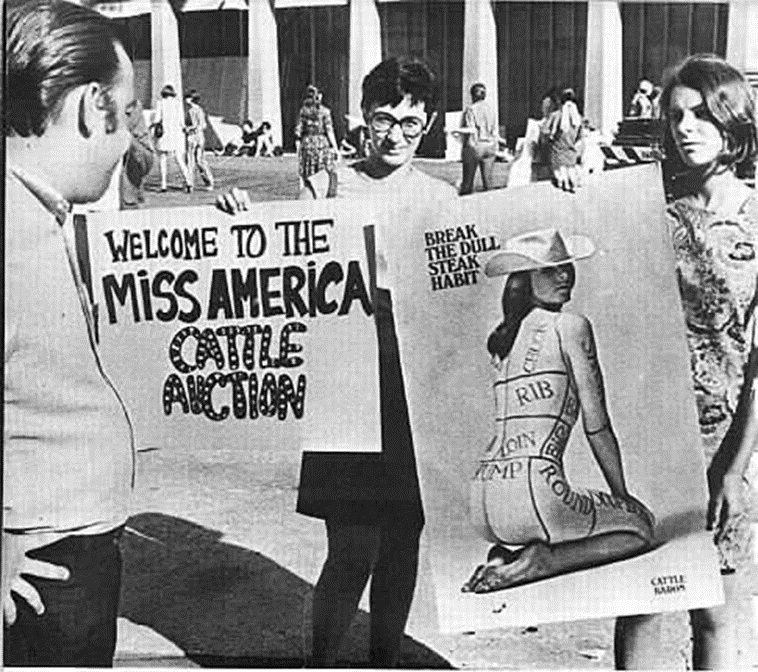 WELCOME TO THE
MiSS AMERiCA
CATTLE
AUCTION
BREAK
THE DULL
STEAK
HABIT
CHUCK
RIB
LOIN
RUMP
ROUND
CATTLE
BARON